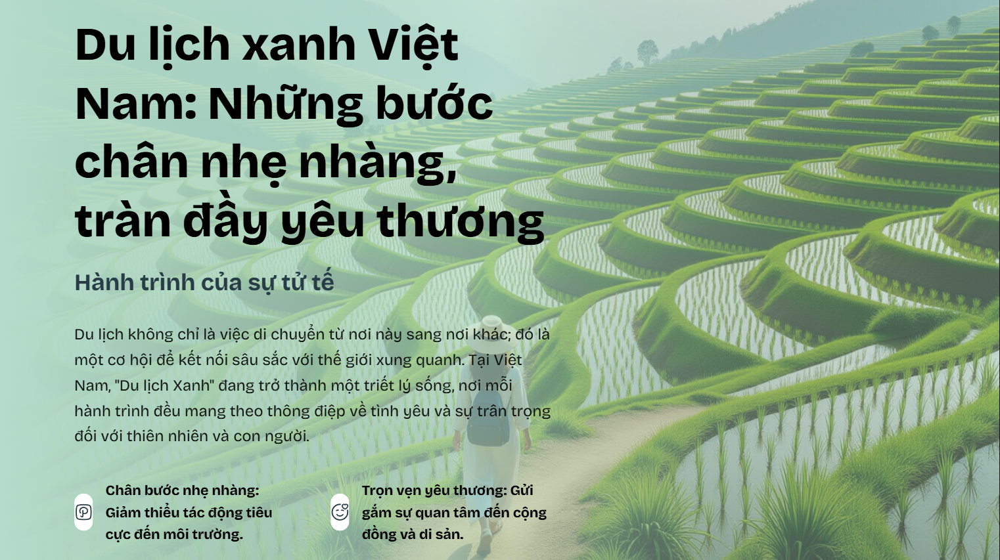 Du lịch xanh Việt
Nam: Những bước
chân nhẹ nhàng,
tràn đầy yêu thương
Hành trình của sự tử tế
Du lịch không chỉ là việc di chuyển từ nơi này sang nơi khác; đó là
một cơ hội để kết nối sâu sắc với thế giới xung quanh. Tại Việt
Nam, "Du lịch Xanh" đang trở thành một triết lý sống, nơi mỗi
hành trình đều mang theo thông điệp về tình yêu và sự trân trọng
đối với thiên nhiên và con người.
Chân bước nhẹ nhàng:
Giảm thiểu tác động tiêu
cực đến môi trường.
Trọn vẹn yêu thương: Gửi
gắm sự quan tâm đến cộng
đồng và di sản.